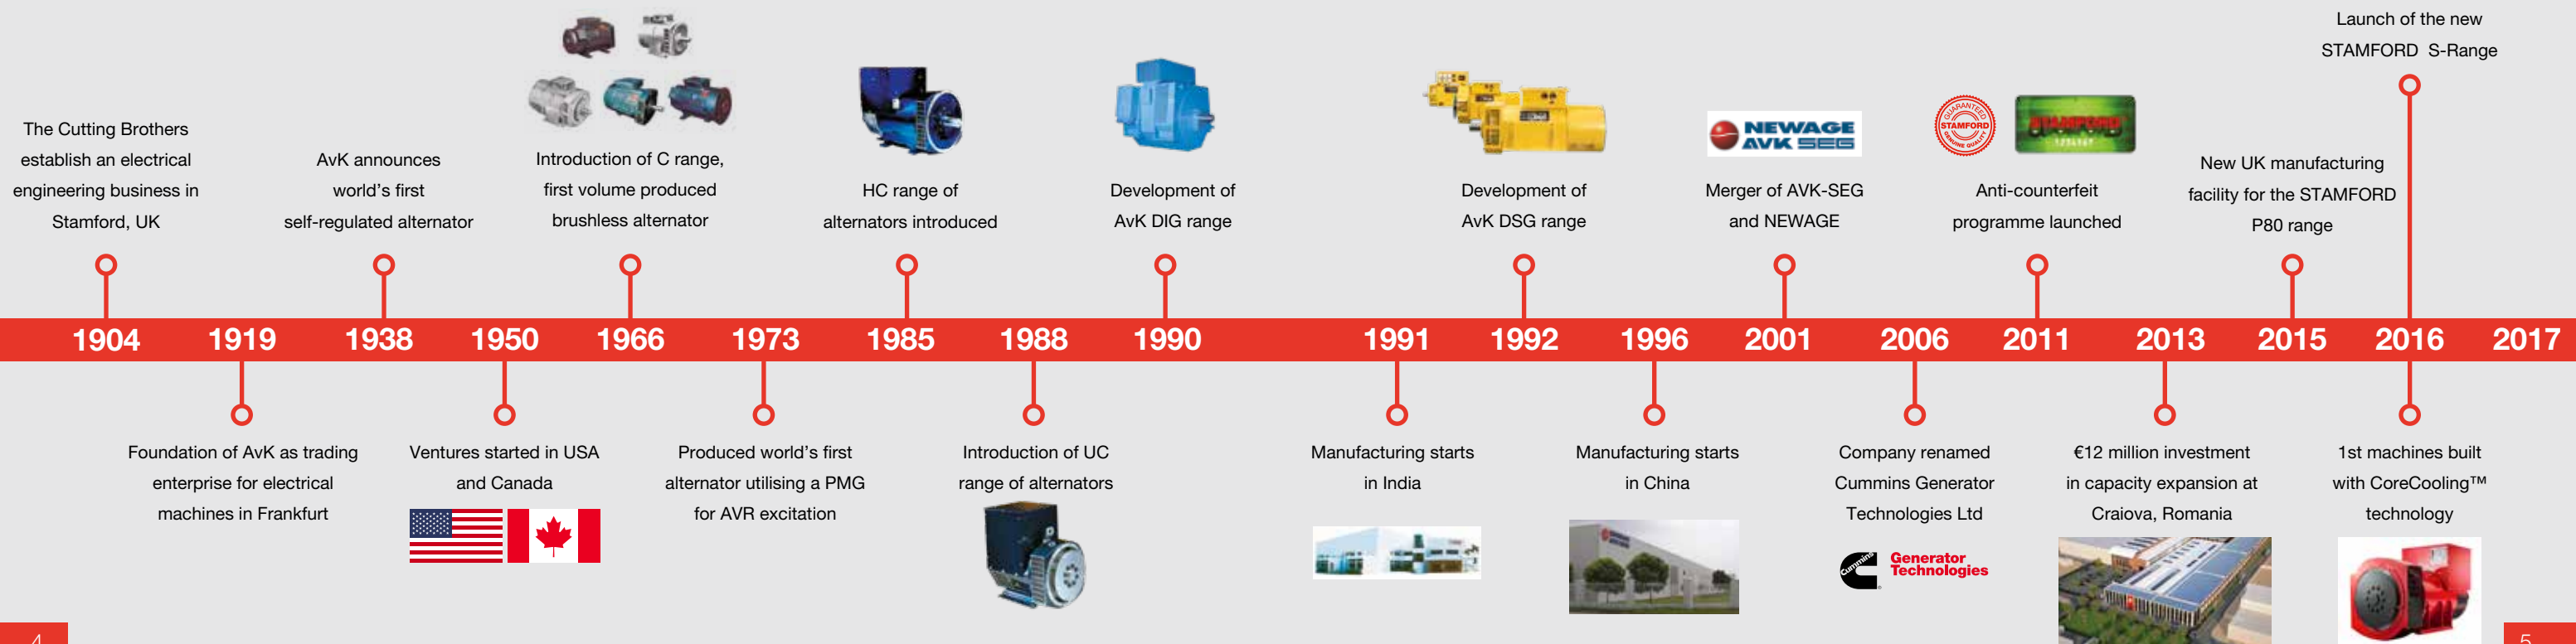 Launch of the new
STAMFORD S-Range
The Cutting Brothers
establish an electrical
engineering business in
Stamford, UK
AvK announces
world's first
self-regulated alternator
Introduction of C range,
first volume produced
brushless alternator
HC range of
alternators introduced
Development of
AvK DIG range
Development of
AvK DSG range
NEWAGE
AVK SEG
Merger of AVK-SEG
and NEWAGE
GUARANTEED
STAMFORD
GENUINE QUALITY
STAMFORD
1234567
Anti-counterfeit
programme launched
New UK manufacturing
facility for the STAMFORD
P80 range
1904 1919 1938 1950 1966 1973 1985 1988 1990 1991 1992 1996 2001 2006 2011 2013 2015 2016 2017
Foundation of AvK as trading
enterprise for electrical
machines in Frankfurt
Ventures started in USA
and Canada
Produced world's first
alternator utilising a PMG
for AVR excitation
Introduction of UC
range of alternators
Manufacturing starts
in India
Manufacturing starts
in China
Company renamed
Cummins Generator
Technologies Ltd
Cummins
Generator
Technologies
€12 million investment
in capacity expansion at
Craiova, Romania
1st machines built
with CoreCooling™
technology
4
5